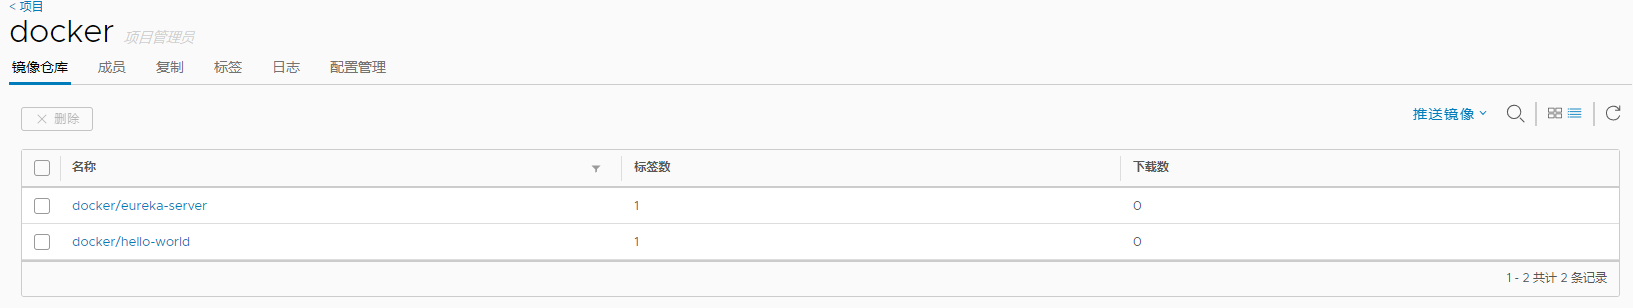 < 项目
docker 项目管理员
镜像仓库 成员 复制 标签 日志 配置管理
× 删除 推送镜像
名称 标签数 下载数
docker/eureka-server 1 0
docker/hello-world 1 0
1 - 2 共计 2 条记录